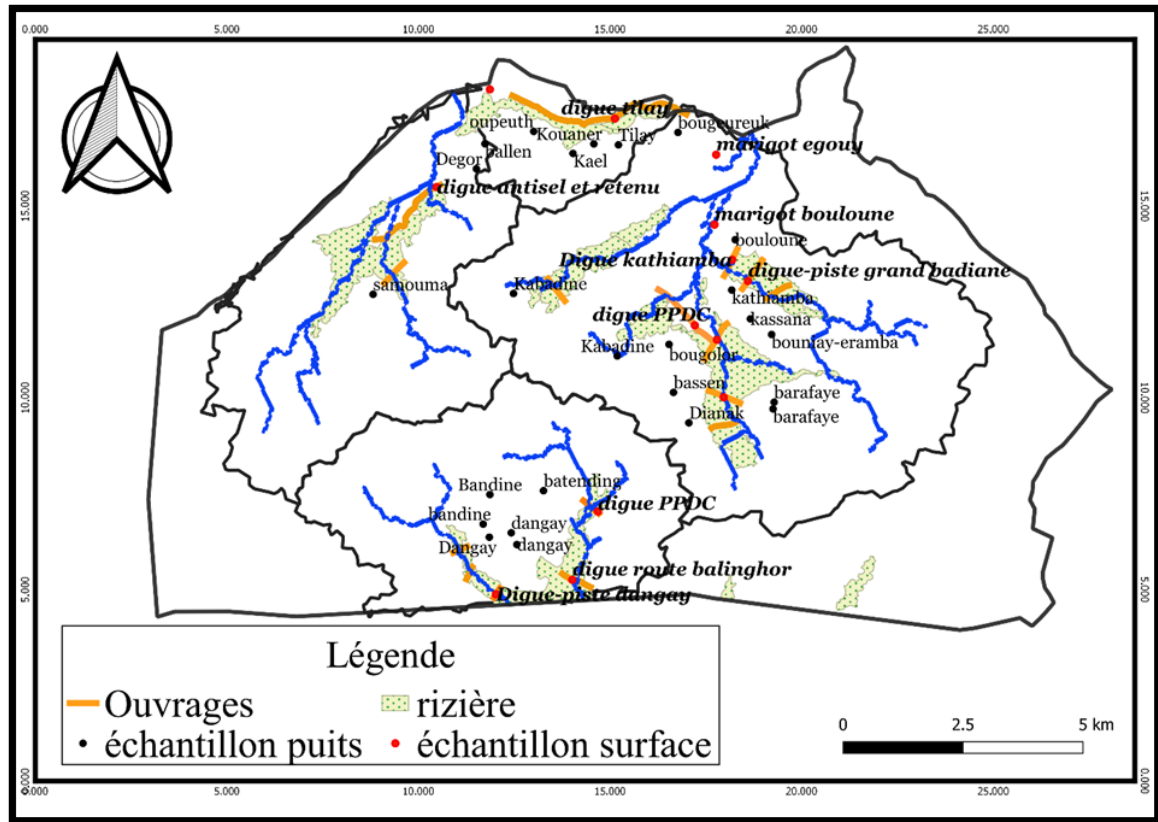 0.000 5.000 10.000 15.000 20.000 25.000
15.000
10.000
5.000
0.000
15.000
10.000
5.000
0.000
digue tilay
oupeuth
Kouaner
Tilay
bougeureuk
ballen
Kael
Degor
marigot egouy
digue antisel et retenu
marigot bouloune
bouloune
Digue kathiamba
digue-piste grand badiane
samouma
Kabadine
kathiamba
digue PPDC
kassana
Kabadine
bougolor
bounay-eramba
bassen
barafaye
Dianak
barafaye
Bandine
batending
digue PPDC
bandine
dangay
Dangay
dangay
digue route balinghor
Digue-piste dangay
Légende
Ouvrages
rizière
échantillon puits
échantillon surface
0 2.5 5 km
0.000 5.000 10.000 15.000 20.000 25.000